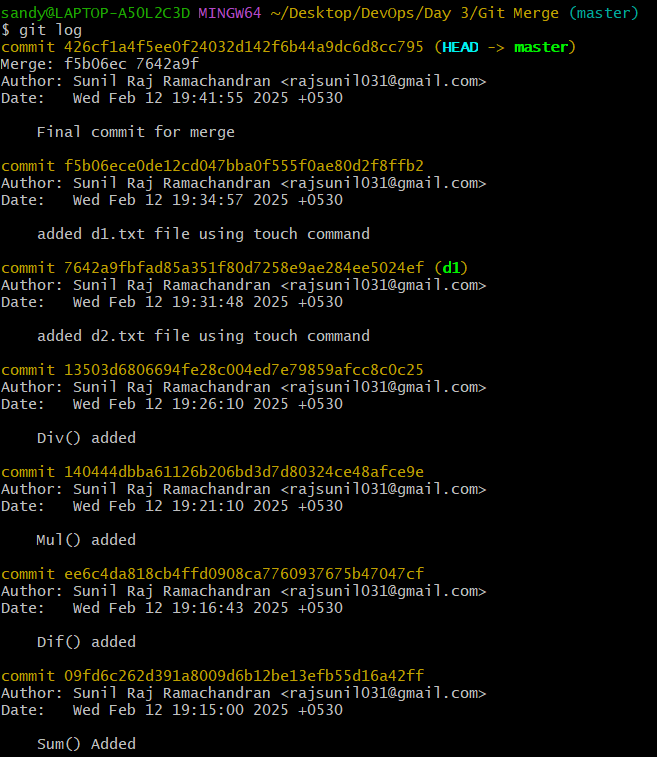 sandy@LAPTOP-A5OL2C3D MINGW64 ~/Desktop/DevOps/Day 3/Git Merge (master)
$ git log
commit 426cf1a4f5ee0f24032d142f6b44a9dc6d8cc795 (HEAD -> master)
Merge: f5b06ec 7642a9f
Author: Sunil Raj Ramachandran <rajsunil031@gmail.com>
Date:   Wed Feb 12 19:41:55 2025 +0530

    Final commit for merge

commit f5b06ece0de12cd047bba0f555f0ae80d2f8ffb2
Author: Sunil Raj Ramachandran <rajsunil031@gmail.com>
Date:   Wed Feb 12 19:34:57 2025 +0530

    added d1.txt file using touch command

commit 7642a9fbfad85a351f80d7258e9ae284ee5024ef (d1)
Author: Sunil Raj Ramachandran <rajsunil031@gmail.com>
Date:   Wed Feb 12 19:31:48 2025 +0530

    added d2.txt file using touch command

commit 13503d6806694fe28c004ed7e79859afcc8c0c25
Author: Sunil Raj Ramachandran <rajsunil031@gmail.com>
Date:   Wed Feb 12 19:26:10 2025 +0530

    Div() added

commit 140444dbba61126b206bd3d7d80324ce48afce9e
Author: Sunil Raj Ramachandran <rajsunil031@gmail.com>
Date:   Wed Feb 12 19:21:10 2025 +0530

    Mul() added

commit ee6c4da818cb4ffd0908ca7760937675b47047cf
Author: Sunil Raj Ramachandran <rajsunil031@gmail.com>
Date:   Wed Feb 12 19:16:43 2025 +0530

    Dif() added

commit 09fd6c262d391a8009d6b12be13efb55d16a42ff
Author: Sunil Raj Ramachandran <rajsunil031@gmail.com>
Date:   Wed Feb 12 19:15:00 2025 +0530

    Sum() Added